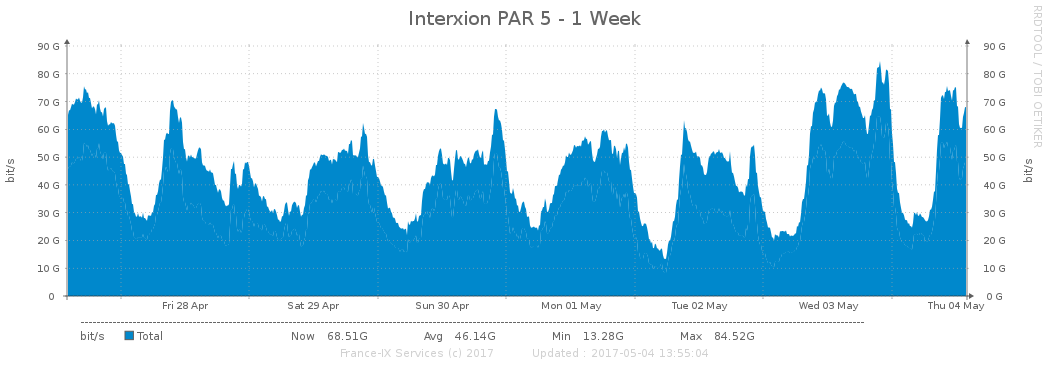 Interxion PAR 5 - 1 Week
RRDTOOL / TOBI OETIKER
bit/s
90 G 90 G
80 G 80 G
70 G 70 G
60 G 60 G
50 G 50 G
40 G 40 G
30 G 30 G
20 G 20 G
10 G 10 G
0 0 G
bit/s
Fri 28 Apr Sat 29 Apr Sun 30 Apr Mon 01 May Tue 02 May Wed 03 May Thu 04 May
bit/s Total Now 68.51G Avg 46.14G Min 13.28G Max 84.52G
France-IX Services (c) 2017 Updated : 2017-05-04 13:55:04